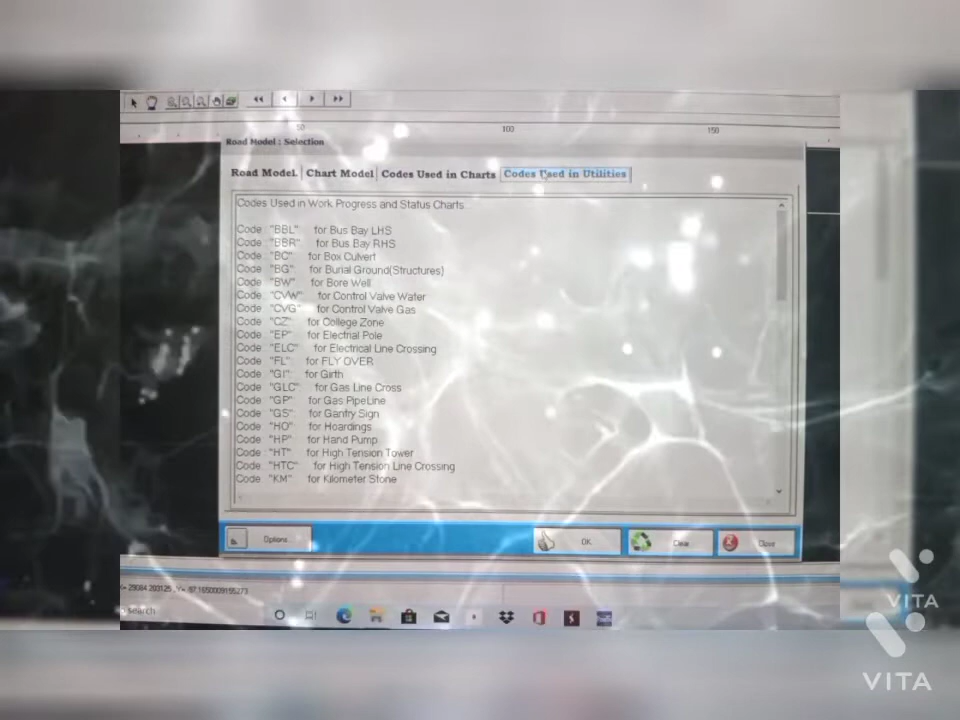 50 100 150
Road Model : Selection
Road Model. Chart Model Codes Used in Charts Codes Used in Utilities
Codes Used in Work Progress and Status Charts
Code "BBL" for Bus Bay LHS
Code "BBR" for Bus Bay RHS
Code "BC" for Box Culvert
Code "BG" for Burial Ground(Structures)
Code "BW" for Bore Well
Code "CVW" for Control Valve Water
Code "CVG" for Control Valve Gas
Code "CZ" for College Zone
Code "EP" for Electrial Pole
Code "ELC" for Electrical Line Crossing
Code "FL" for FLY OVER
Code "GI" for Girth
Code "GLC" for Gas Line Cross
Code "GP" for Gas PipeLine
Code "GS" for Gantry Sign
Code "HO" for Hoardings
Code "HP" for Hand Pump
Code "HT" for High Tension Tower
Code "HTC" for High Tension Line Crossing
Code "KM" for Kilometer Stone
Options.. OK Clear Close
search
VITA
VITA